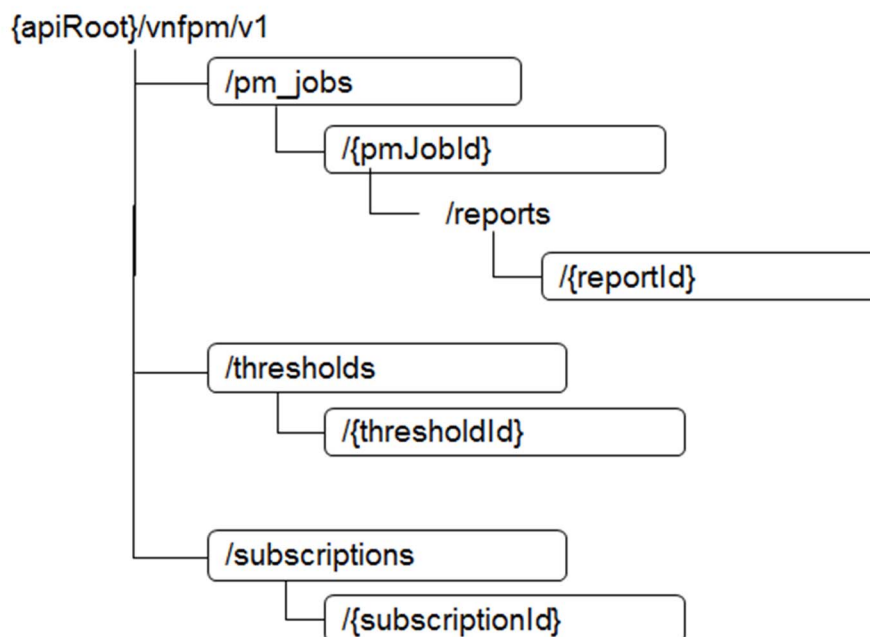 {apiRoot}/vnfpm/v1
/pm_jobs
/{pmJobId}
/reports
/{reportId}
/thresholds
/{thresholdId}
/subscriptions
/{subscriptionId}